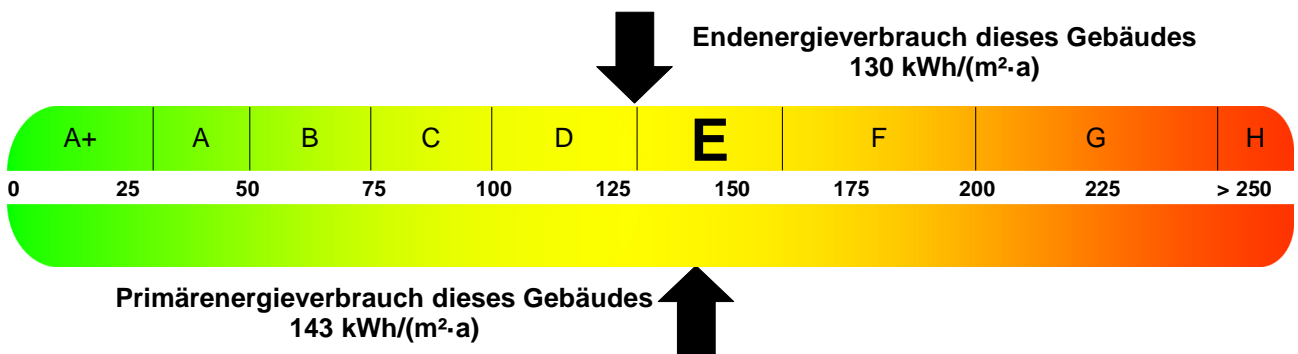 Endenergieverbrauch dieses Gebäudes
130 kWh/(m²·a)
A+ A B C D E F G H
0 25 50 75 100 125 150 175 200 225 > 250
Primärenergieverbrauch dieses Gebäudes
143 kWh/(m²·a)